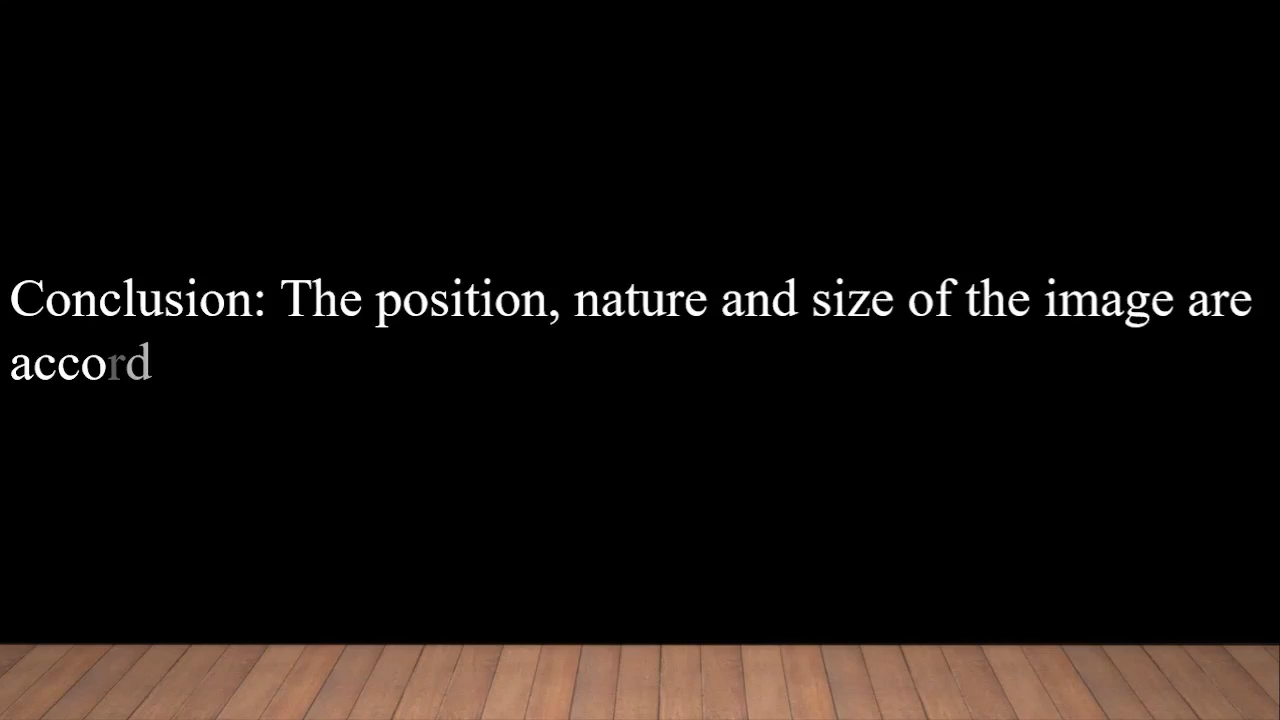 Conclusion: The position, nature and size of the image are
accord